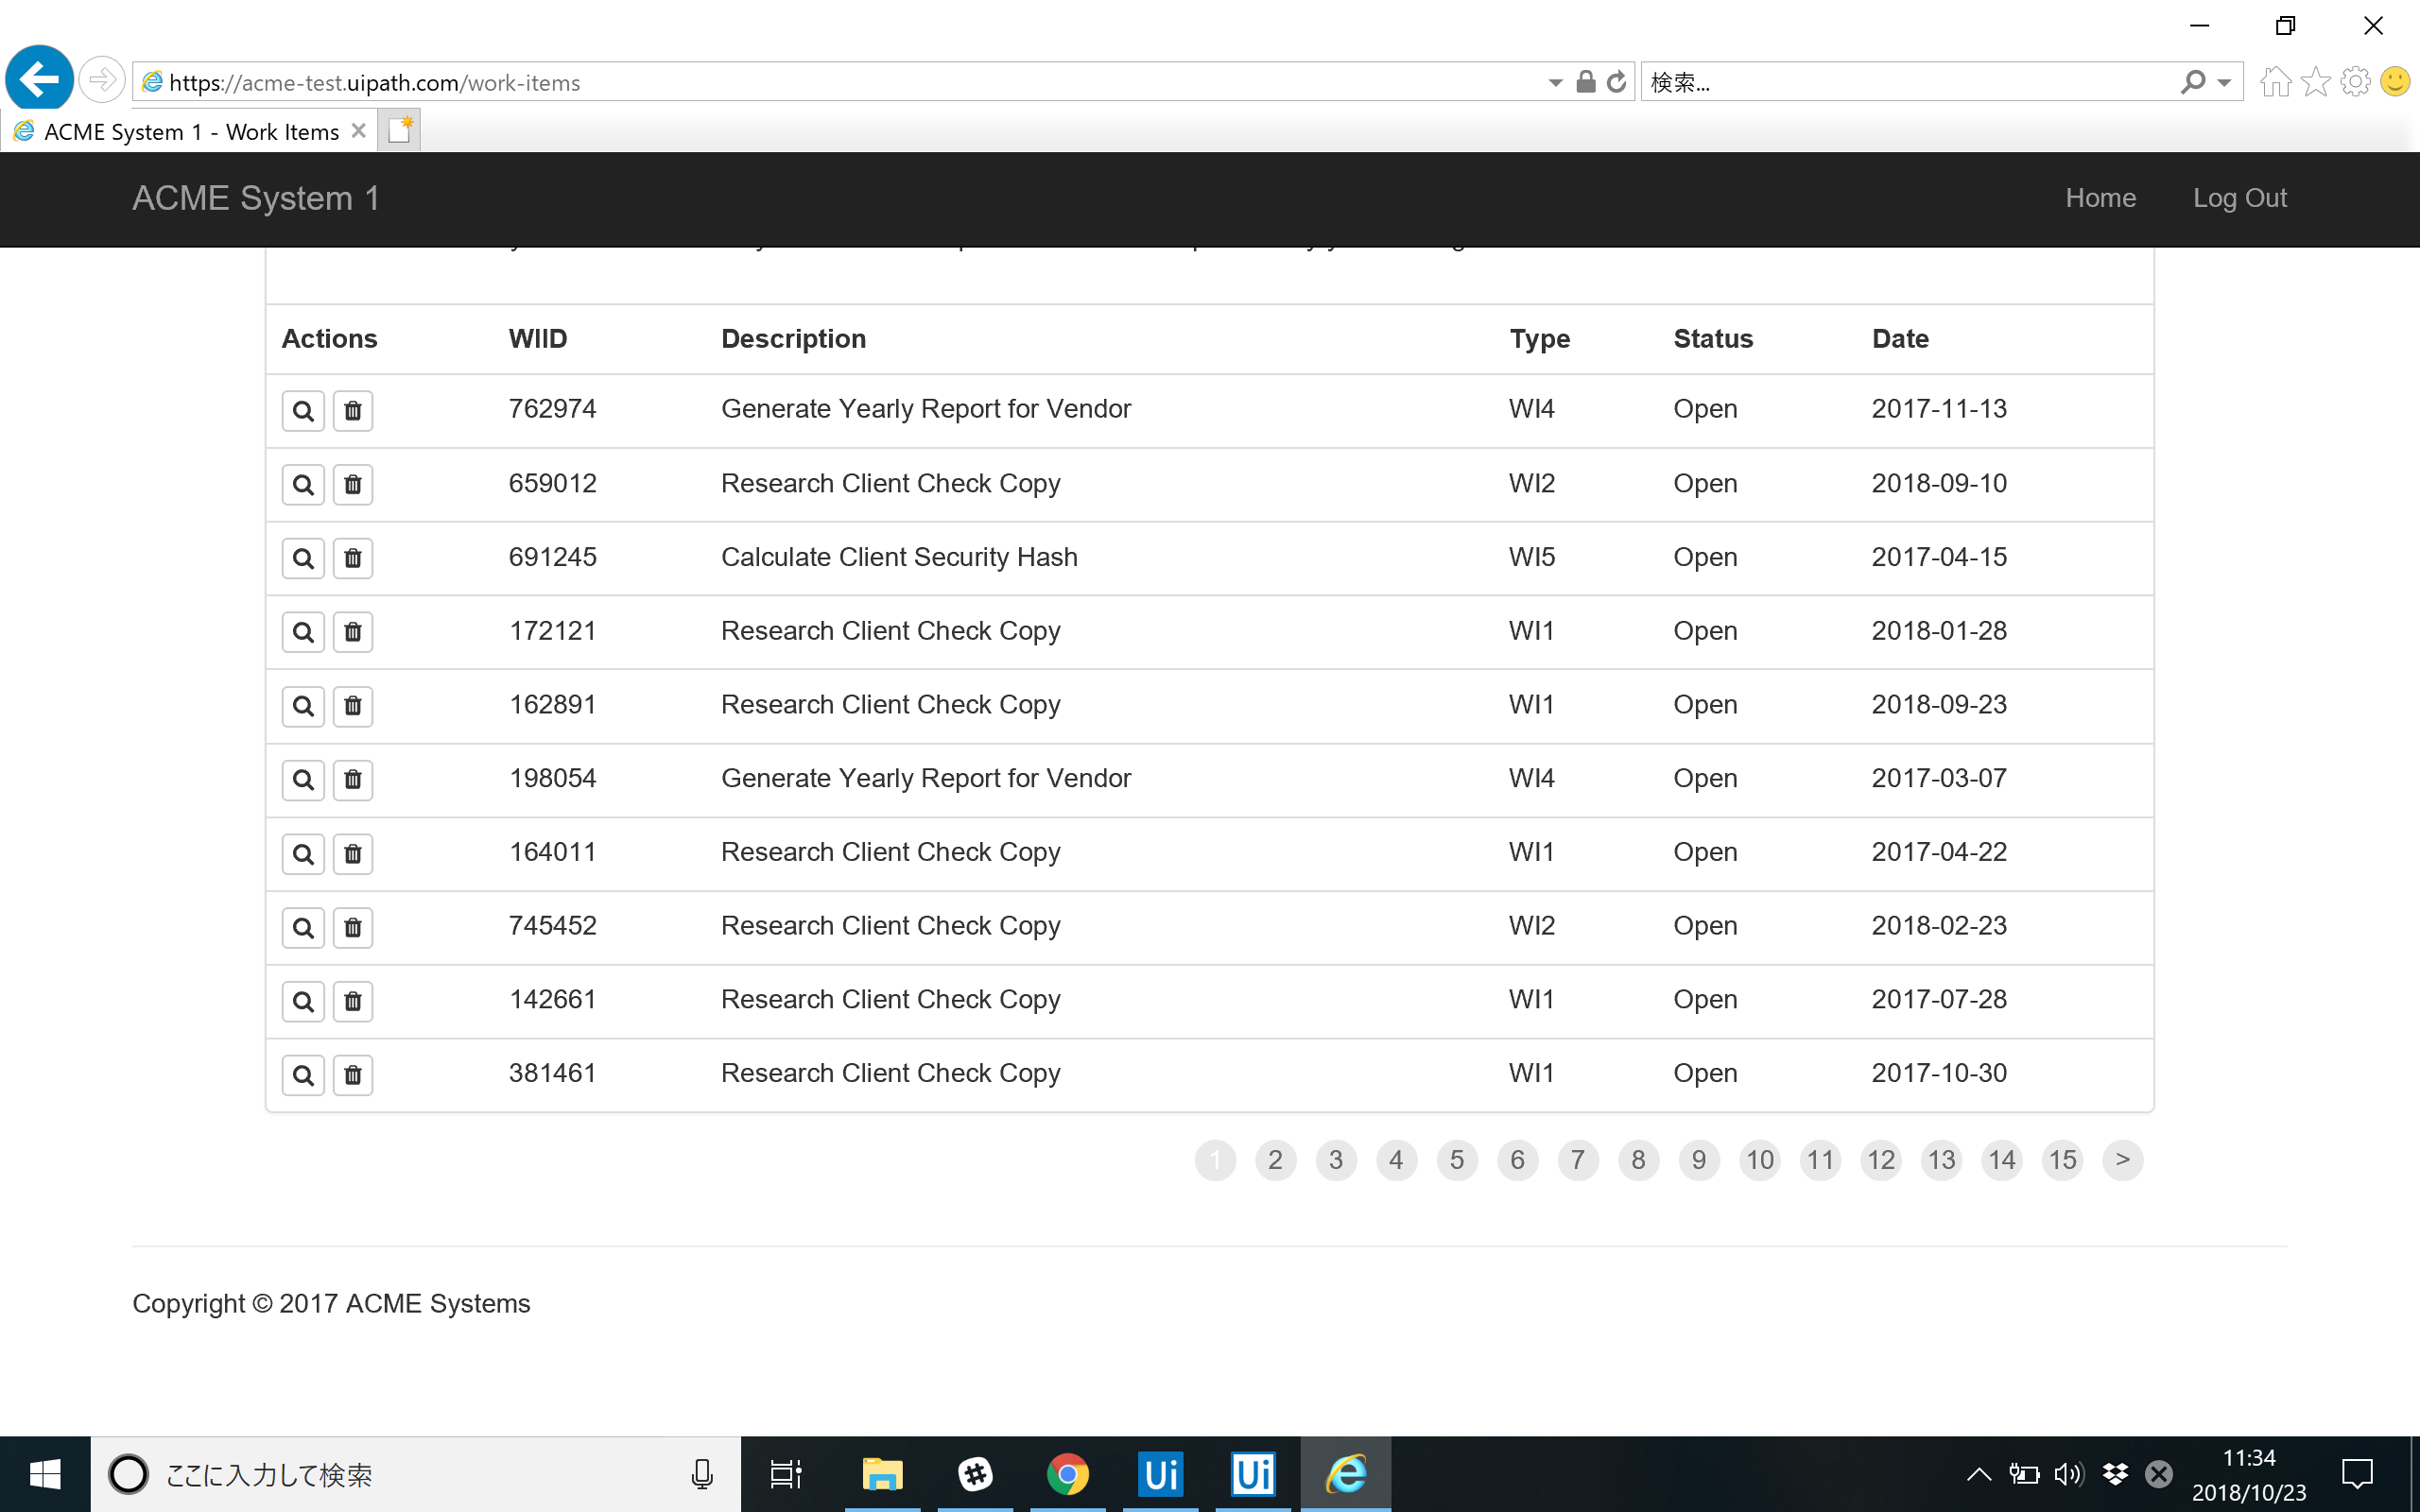 https://acme-test.uipath.com/work-items
検索...
ACME System 1 - Work Items
ACME System 1 Home Log Out
Actions WIID Description Type Status Date
762974 Generate Yearly Report for Vendor WI4 Open 2017-11-13
659012 Research Client Check Copy WI2 Open 2018-09-10
691245 Calculate Client Security Hash WI5 Open 2017-04-15
172121 Research Client Check Copy WI1 Open 2018-01-28
162891 Research Client Check Copy WI1 Open 2018-09-23
198054 Generate Yearly Report for Vendor WI4 Open 2017-03-07
164011 Research Client Check Copy WI1 Open 2017-04-22
745452 Research Client Check Copy WI2 Open 2018-02-23
142661 Research Client Check Copy WI1 Open 2017-07-28
381461 Research Client Check Copy WI1 Open 2017-10-30
1 2 3 4 5 6 7 8 9 10 11 12 13 14 15 >
Copyright © 2017 ACME Systems
ここに入力して検索
Ui Ui
11:34
2018/10/23